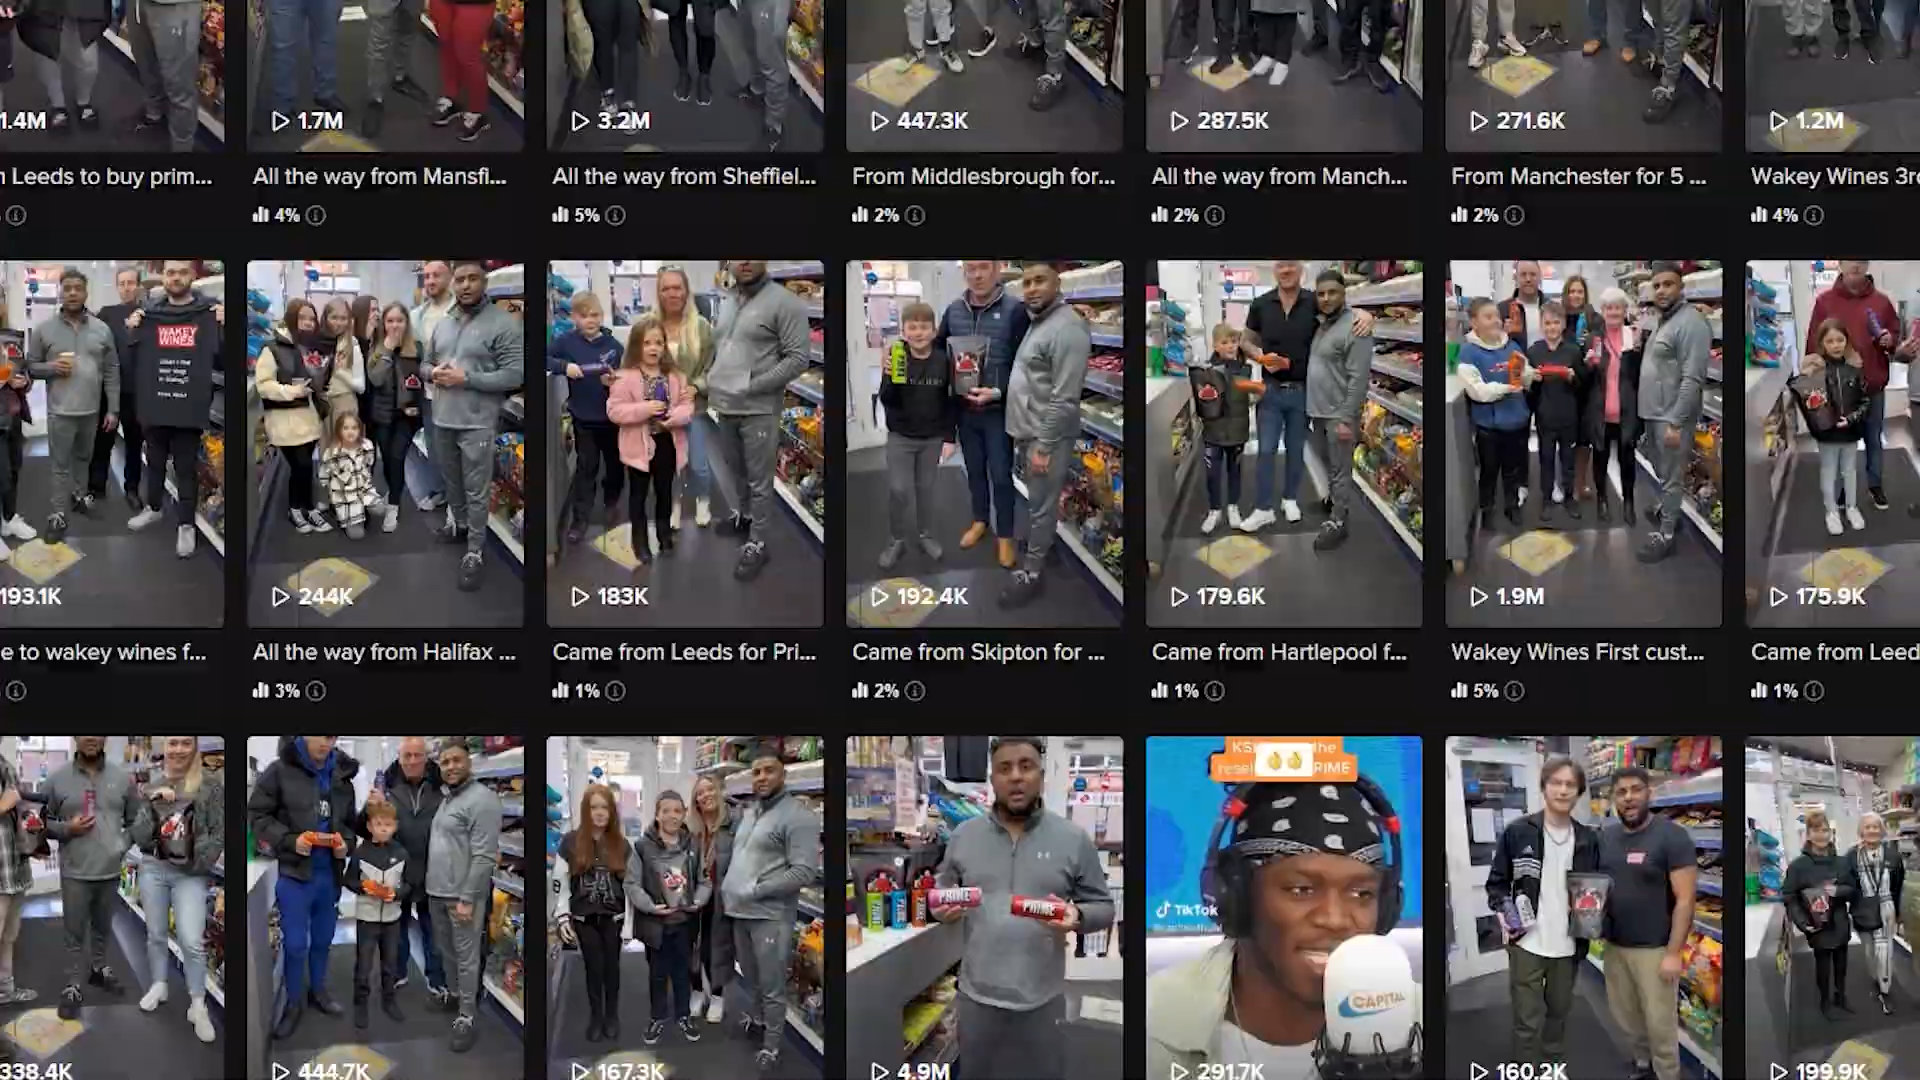 1.4M
1.7M
3.2M
447.3K
287.5K
271.6K
1.2M
Leeds to buy prim...
All the way from Mansfi...
All the way from Sheffiel...
From Middlesbrough for...
All the way from Manch...
From Manchester for 5 ...
Wakey Wines 3r
4%
5%
2%
2%
2%
4%
WAKEY
WINES
193.1K
244K
183K
192.4K
179.6K
1.9M
175.9K
e to wakey wines f...
All the way from Halifax ...
Came from Leeds for Pri...
Came from Skipton for ...
Came from Hartlepool f...
Wakey Wines First cust...
Came from Leed
3%
1%
2%
1%
5%
1%
PRIME
PRIME
KS
the
resel
PRIME
TikTok
CAPITAL
338.4K
444.7K
167.3K
4.9M
291.7K
160.2K
199.9K